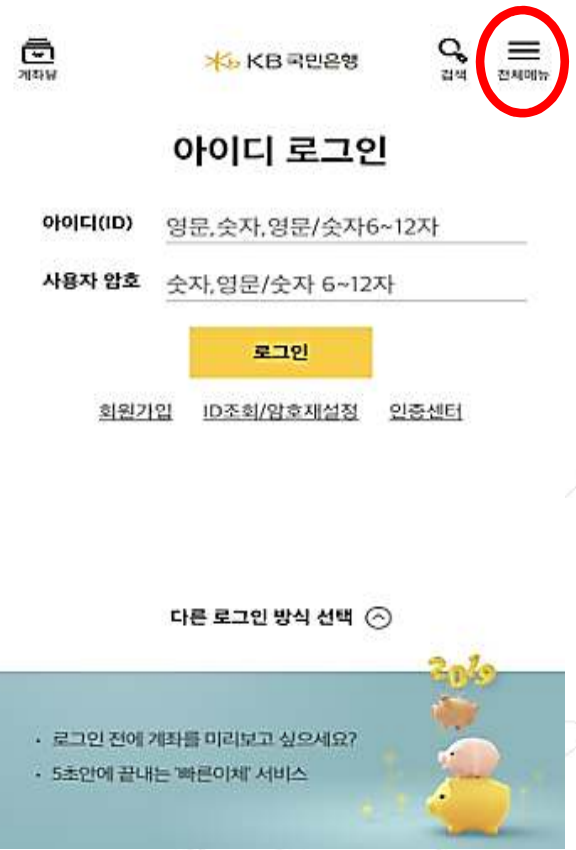 계좌뷰
KB 국민은행
검색
전체메뉴
아이디 로그인
아이디(ID) 영문,숫자,영문/숫자6~12자
사용자 암호 숫자,영문/숫자 6~12자
로그인
회원가입 ID조회/암호재설정 인증센터
다른 로그인 방식 선택
2019
• 로그인 전에 계좌를 미리보고 싶으세요?
• 5초안에 끝내는 '빠른이체' 서비스